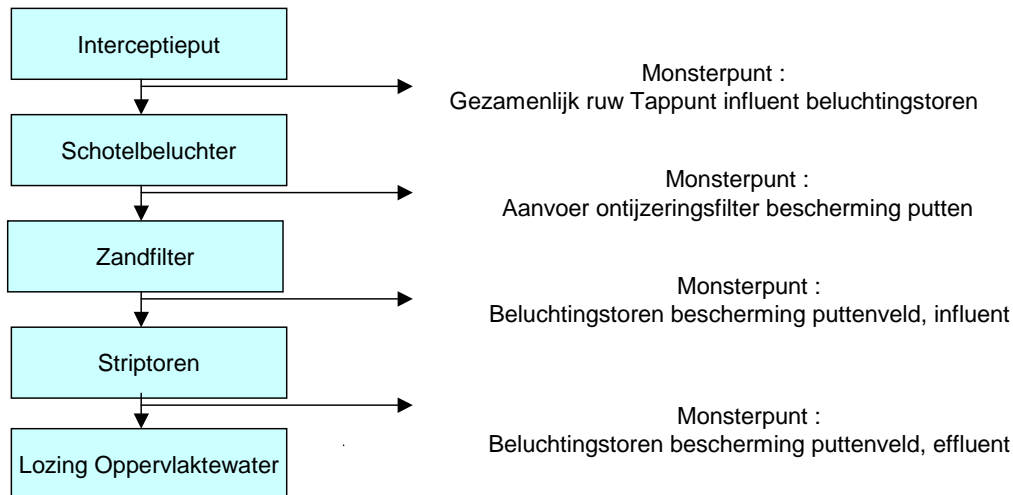 Interceptieput
Monsterpunt :
Gezamenlijk ruw Tappunt influent beluchtingstoren
Schotelbeluchter
Monsterpunt :
Aanvoer ontijzeringsfilter bescherming putten
Zandfilter
Monsterpunt :
Beluchtingstoren bescherming puttenveld, influent
Striptoren
Monsterpunt :
Beluchtingstoren bescherming puttenveld, effluent
Lozing Oppervlaktewater